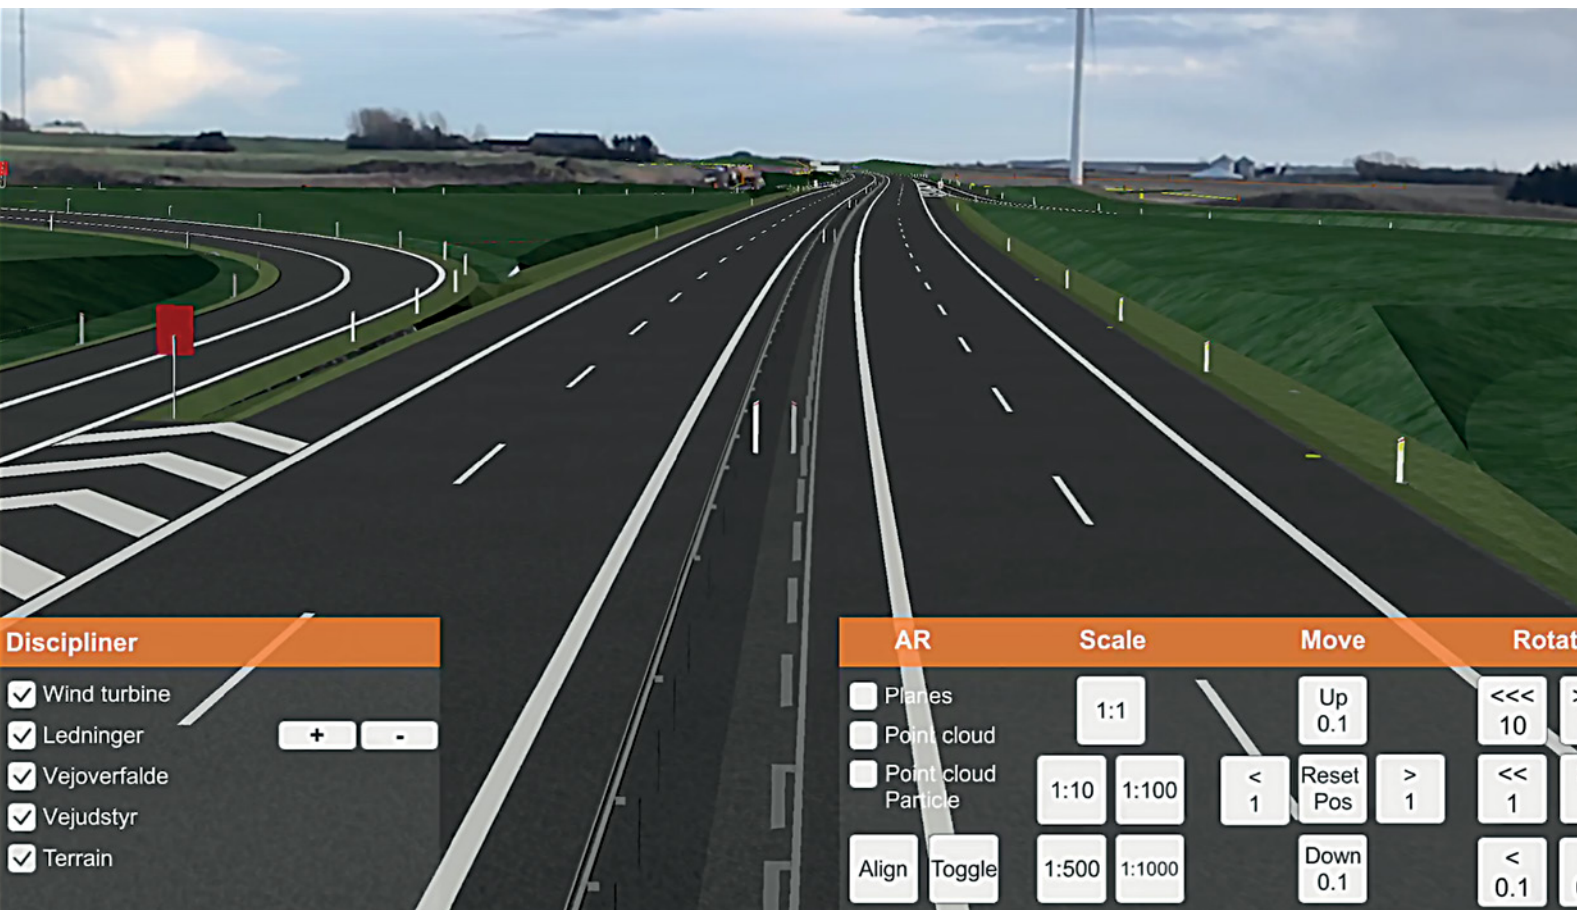 Discipliner
Wind turbine
Ledninger
+ -
Vejoverfalde
Vejudstyr
Terrain
AR Scale Move
Planes
Point cloud
Point cloud
Particle
Align Toggle
1:1
1:10 1:100
1:500 1:1000
Up
0.1
<
1
Reset
Pos
>
1
Down
0.1
<<<
10
<<
1
<
0.1